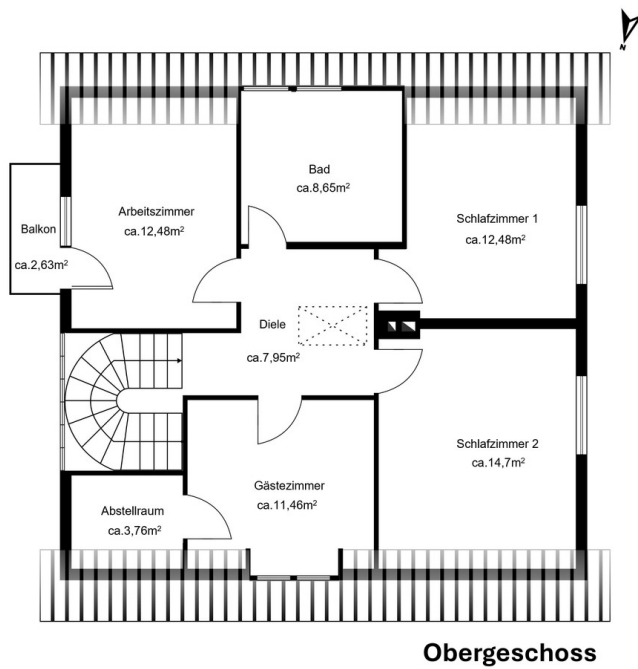 N
Bad
ca.8,65m²
Arbeitszimmer
ca.12,48m²
Schlafzimmer 1
ca.12,48m²
Balkon
ca.2,63m²
Diele
ca.7,95m²
Schlafzimmer 2
ca.14,7m²
Gästezimmer
ca.11,46m²
Abstellraum
ca.3,76m²
Obergeschoss